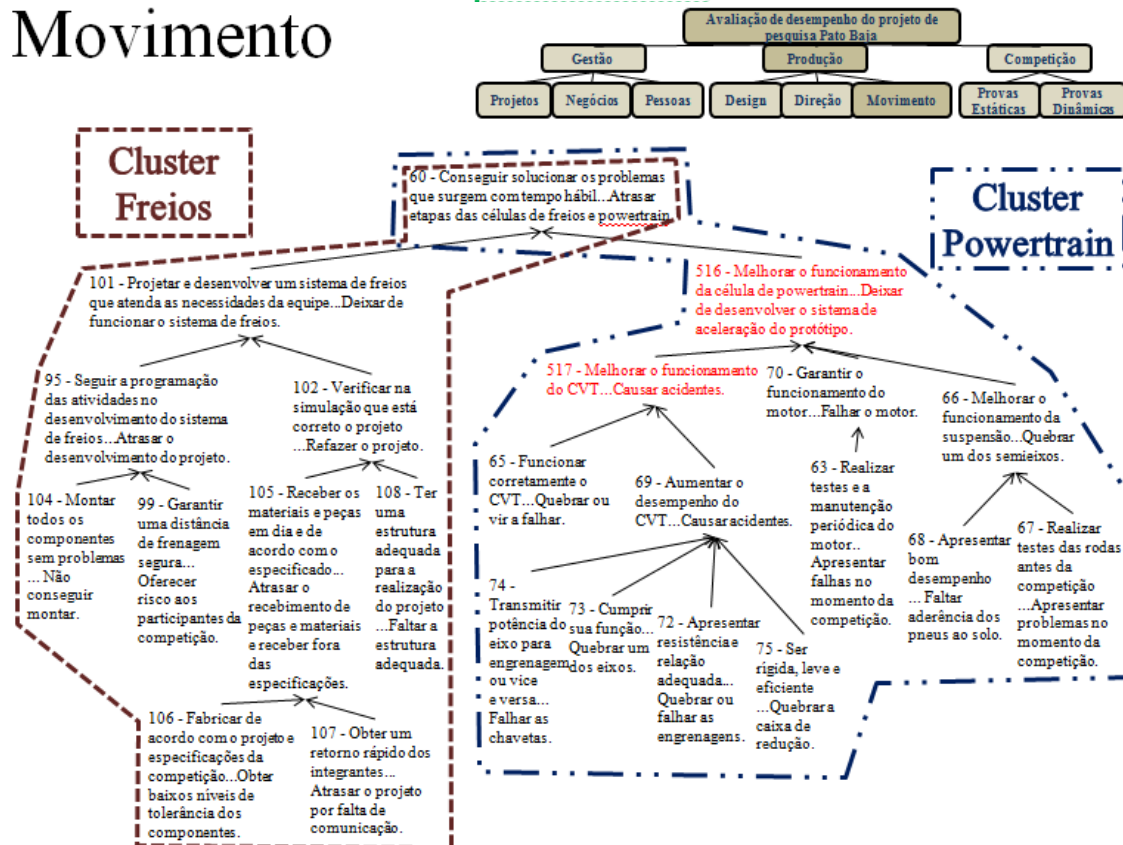 Movimento
Avaliação de desempenho do projeto de
pesquisa Pato Baja
Gestão
Produção
Competição
Projetos
Negócios
Pessoas
Design
Direção
Movimento
Provas
Estáticas
Provas
Dinâmicas
Cluster
Freios
Cluster
Powertrain
60 - Conseguir solucionar os problemas
que surgem com tempo hábil...Atrasar
etapas das células de freios e powertrain.
101 - Projetar e desenvolver um sistema de freios
que atenda as necessidades da equipe...Deixar de
funcionar o sistema de freios.
516 - Melhorar o funcionamento
da célula de powertrain...Deixar
de desenvolver o sistema de
aceleração do protótipo.
95 - Seguir a programação
das atividades no
desenvolvimento do sistema
de freios...Atrasar o
desenvolvimento do projeto.
102 - Verificar na
simulação que está
correto o projeto
...Refazer o projeto.
517 - Melhorar o funcionamento
do CVT...Causar acidentes.
70 - Garantir o
funcionamento do
motor...Falhar o motor.
66 - Melhorar o
funcionamento da
suspensão...Quebrar
um dos semieixos.
104 - Montar
todos os
componentes
sem problemas
... Não
conseguir
montar.
99 - Garantir
uma distância
de frenagem
segura...
Oferecer
risco aos
participantes da
competição.
105 - Receber os
materiais e peças
em dia e de
acordo com o
especificado...
Atrasar o
recebimento de
peças e materiais
e receber fora
das
especificações.
108 - Ter
uma
estrutura
adequada
para a
realização
do projeto
...Faltar a
estrutura
adequada.
65 - Funcionar
corretamente o
CVT...Quebrar ou
vir a falhar.
69 - Aumentar o
desempenho do
CVT...Causar acidentes.
63 - Realizar
testes e a
manutenção
periódica do
motor..
Apresentar
falhas no
momento da
competição.
68 - Apresentar
bom
desempenho
... Faltar
aderência dos
pneus ao solo.
67 - Realizar
testes das rodas
antes da
competição
...Apresentar
problemas no
momento da
competição.
74 -
Transmitir
potência do
eixo para
engrenagem
ou vice
e versa...
Falhar as
chavetas.
73 - Cumprir
sua função...
Quebrar um
dos eixos.
72 - Apresentar
resistência e
relação
adequada...
Quebrar ou
falhar as
engrenagens.
75 - Ser
rígida, leve e
eficiente
...Quebrar a
caixa de
redução.
106 - Fabricar de
acordo com o projeto e
especificações da
competição...Obter
baixos níveis de
tolerância dos
componentes.
107 - Obter um
retorno rápido dos
integrantes...
Atrasar o projeto
por falta de
comunicação.